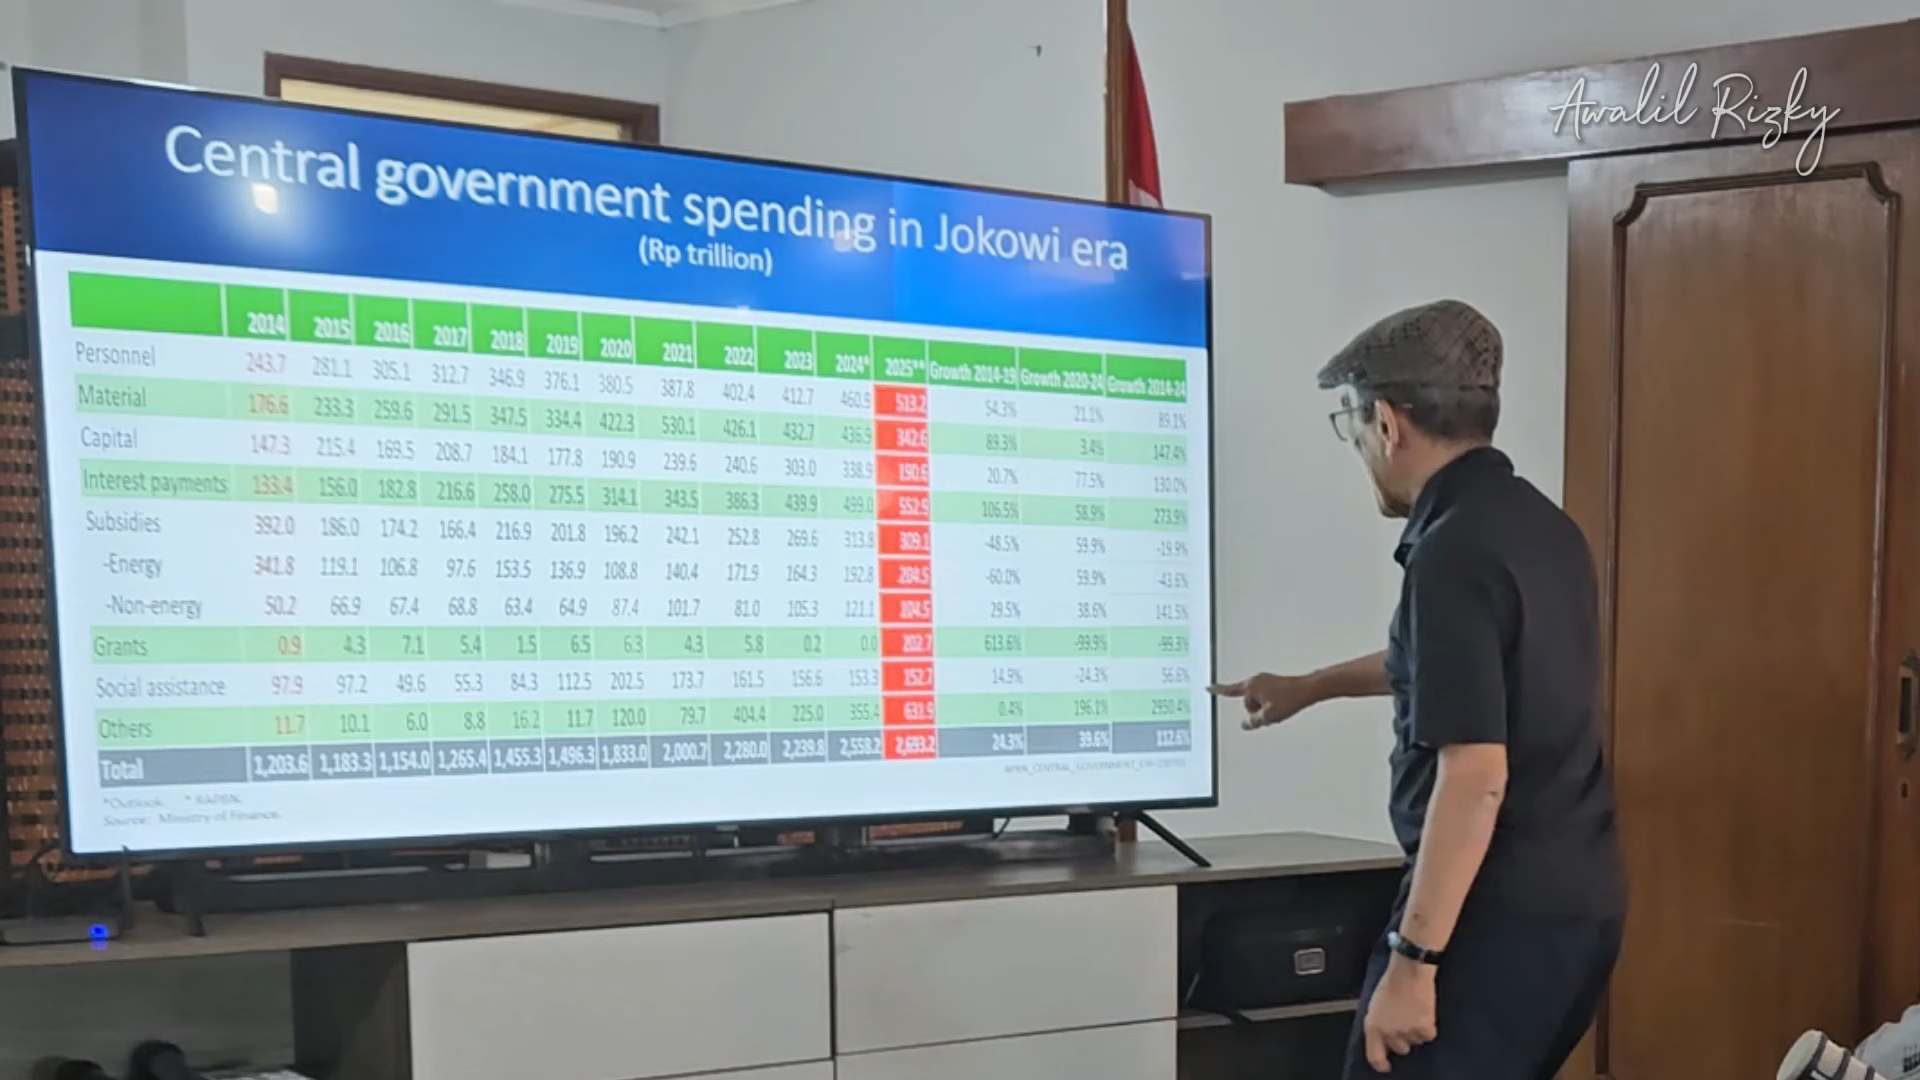 Awalil Rizky
Central government spending in Jokowi era
(Rp trillion)
2014 2015 2016 2017 2018 2019 2020 2021 2022 2023 2024* 2025** Growth 2014-19 Growth 2020-24 Growth 2014-24
Personnel 243.7 281.1 305.1 312.7 346.9 376.1 380.5 387.8 402.4 412.7 460.9 513.2 54.3% 21.1% 89.1%
Material 176.6 233.3 259.6 291.5 347.5 334.4 422.3 530.1 426.1 432.7 436.9 342.6 89.3% 3.4% 147.4%
Capital 147.3 215.4 169.5 208.7 184.1 177.8 190.9 239.6 240.6 303.0 338.9 190.6 20.7% 77.5% 130.0%
Interest payments 133.4 156.0 182.8 216.6 258.0 275.5 314.1 343.5 386.3 439.9 499.0 552.9 106.5% 58.9% 273.9%
Subsidies 392.0 186.0 174.2 166.4 216.9 201.8 196.2 242.1 252.8 269.6 313.8 309.1 -48.5% 59.9% -19.9%
-Energy 341.8 119.1 106.8 97.6 153.5 136.9 108.8 140.4 171.9 164.3 192.8 204.5 -60.0% 59.9% -43.6%
-Non-energy 50.2 66.9 67.4 68.8 63.4 64.9 87.4 101.7 81.0 105.3 121.1 104.5 29.5% 38.6% 141.5%
Grants 0.9 4.3 7.1 5.4 1.5 6.5 6.3 4.3 5.8 0.2 0.0 202.7 613.6% -99.9% -99.3%
Social assistance 97.9 97.2 49.6 55.3 84.3 112.5 202.5 173.7 161.5 156.6 153.3 152.7 14.9% -24.3% 56.6%
Others 11.7 10.1 6.0 8.8 16.2 11.7 120.0 79.7 404.4 225.0 355.4 631.9 0.4% 196.1% 2950.4%
Total 1,203.6 1,183.3 1,154.0 1,265.4 1,455.3 1,496.3 1,833.0 2,000.7 2,280.0 2,239.8 2,558.2 2,693.2 24.3% 39.6% 112.6%
*Outlook. * RAPBN.
Source: Ministry of Finance.